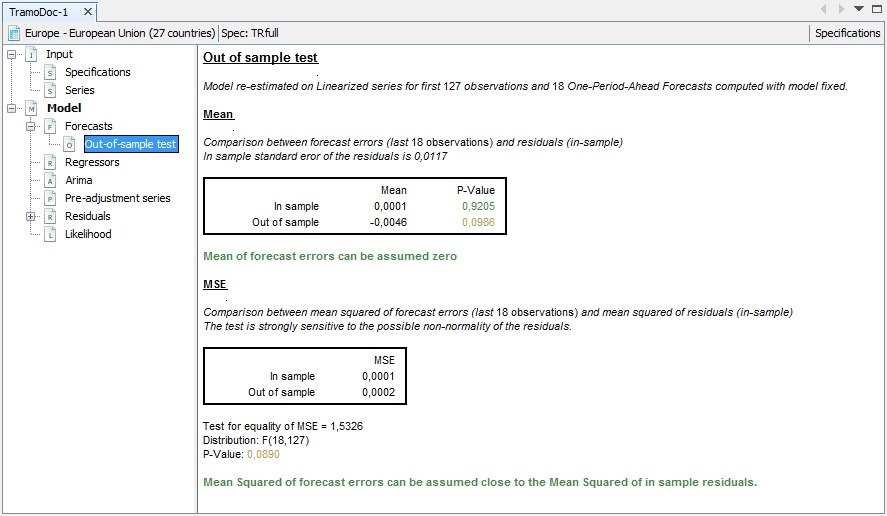 TramoDoc-1
Europe - European Union (27 countries) Spec: TRfull Specifications
Input
Specifications
Series
Model
Forecasts
Out-of-sample test
Regressors
Arima
Pre-adjustment series
Residuals
Likelihood
Out of sample test
Model re-estimated on Linearized series for first 127 observations and 18 One-Period-Ahead Forecasts computed with model fixed.
Mean
Comparison between forecast errors (last 18 observations) and residuals (in-sample)
In sample standard eror of the residuals is 0,0117
Mean P-Value
In sample 0,0001 0,9205
Out of sample -0,0046 0,0986
Mean of forecast errors can be assumed zero
MSE
Comparison between mean squared of forecast errors (last 18 observations) and mean squared of residuals (in-sample)
The test is strongly sensitive to the possible non-normality of the residuals.
MSE
In sample 0,0001
Out of sample 0,0002
Test for equality of MSE = 1,5326
Distribution: F(18,127)
P-Value: 0,0890
Mean Squared of forecast errors can be assumed close to the Mean Squared of in sample residuals.